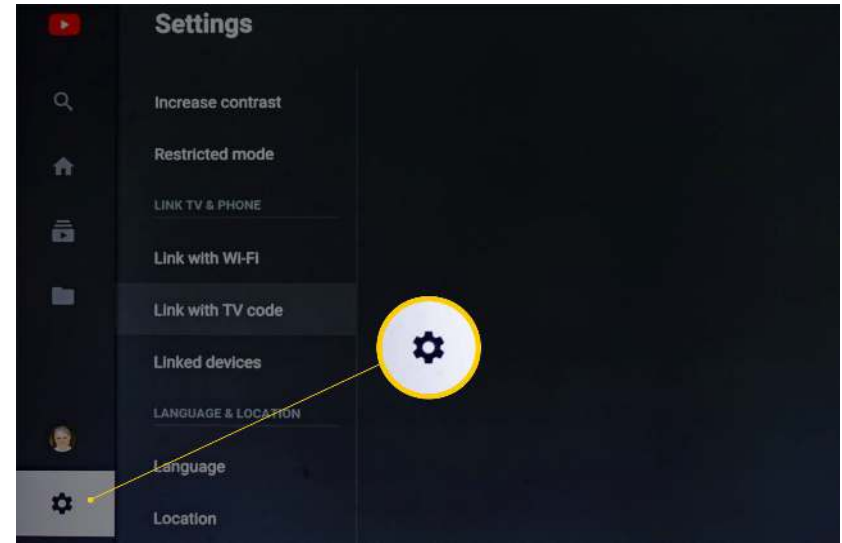 Settings
Increase contrast
Restricted mode
LINK TV & PHONE
Link with Wi-Fi
Link with TV code
Linked devices
LANGUAGE & LOCATION
Language
Location